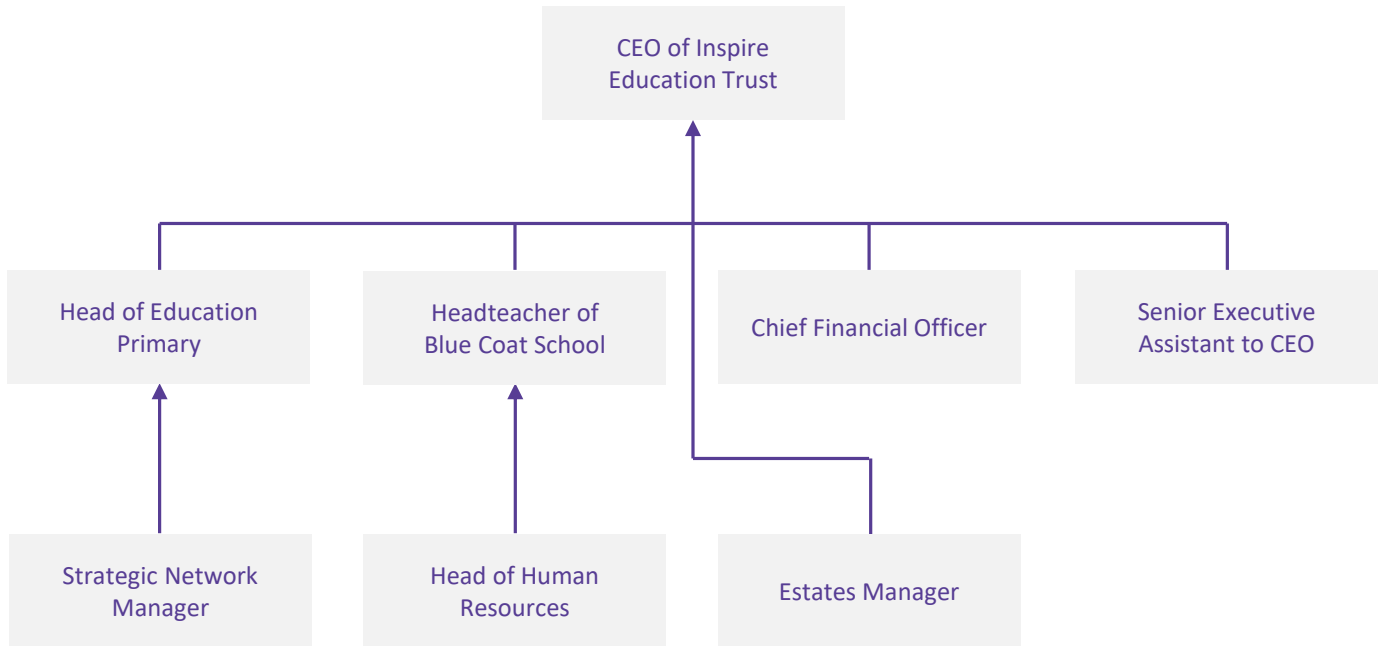 CEO of Inspire
Education Trust
Head of Education
Primary
Headteacher of
Blue Coat School
Chief Financial Officer
Senior Executive
Assistant to CEO
Strategic Network
Manager
Head of Human
Resources
Estates Manager